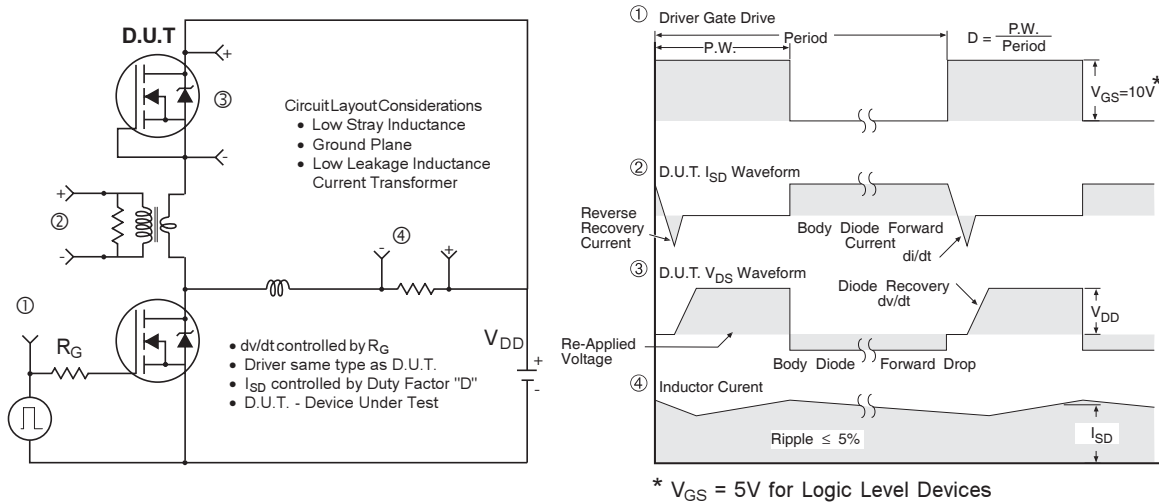 D.U.T
+
③
-
Circuit Layout Considerations
• Low Stray Inductance
• Ground Plane
• Low Leakage Inductance
Current Transformer
+
②
-
④
-
+
①
R_G
V_DD
+
-
• dv/dt controlled by R_G
• Driver same type as D.U.T.
• I_SD controlled by Duty Factor "D"
• D.U.T. - Device Under Test
① Driver Gate Drive
P.W.
Period
D = P.W. / Period
V_GS=10V *
② D.U.T. I_SD Waveform
Reverse
Recovery
Current
Body Diode Forward
Current
di/dt
③ D.U.T. V_DS Waveform
Diode Recovery
dv/dt
V_DD
Re-Applied
Voltage
Body Diode Forward Drop
④ Inductor Curent
Ripple ≤ 5%
I_SD
* V_GS = 5V for Logic Level Devices